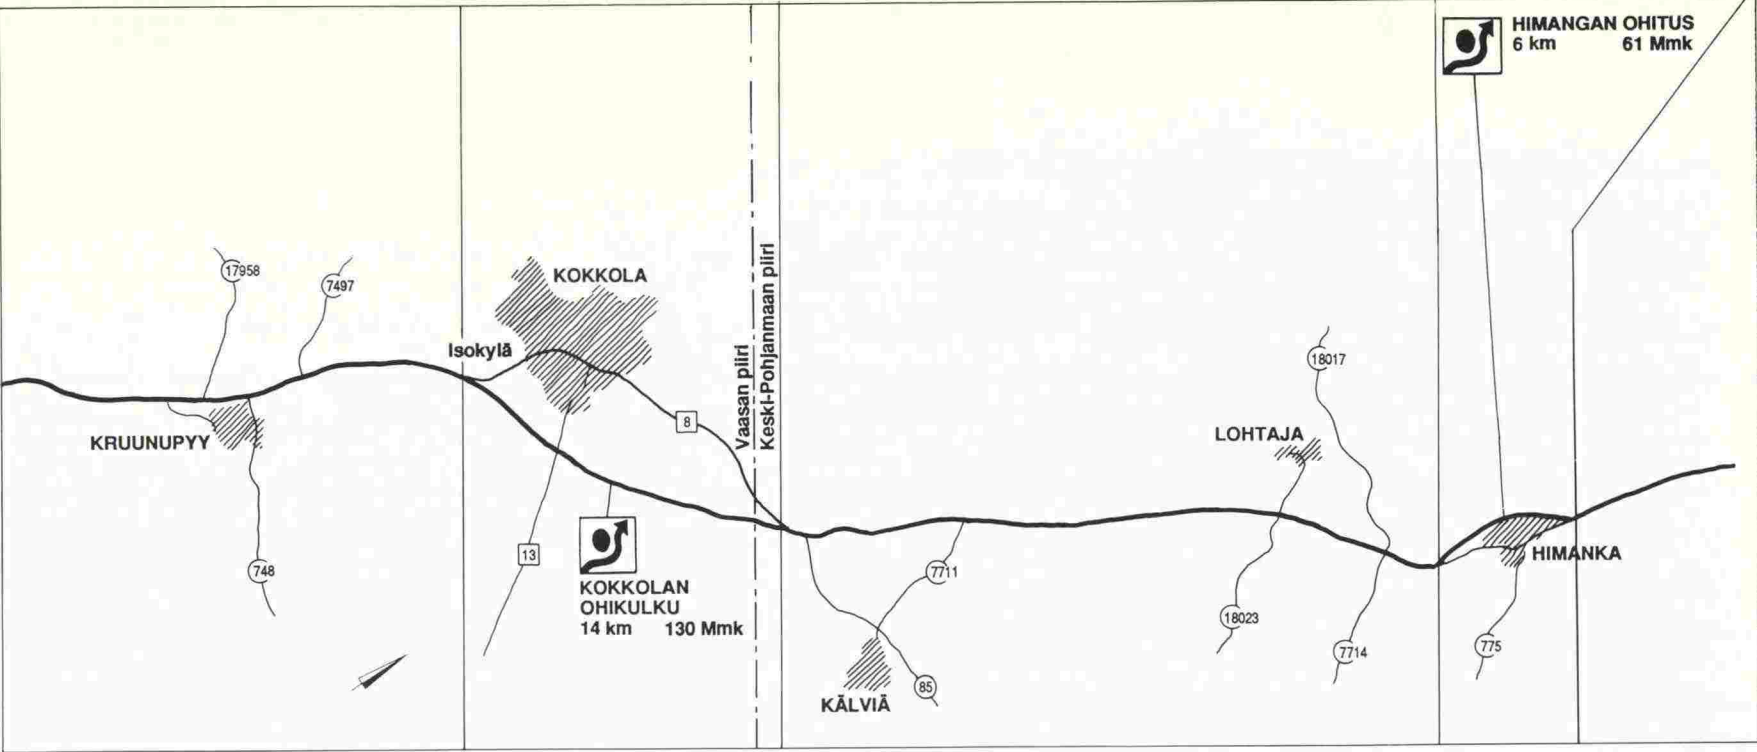 HIMANGAN OHITUS
6 km 61 Mmk
17958
7497
KOKKOLA
Isokylä
Vaasan piiri
Keski-Pohjanmaan piiri
18017
8
KRUUNUPYY
LOHTAJA
13
748
HIMANKA
7711
KOKKOLAN
OHIKULKU
14 km 130 Mmk
18023
7714
775
85
KÄLVIÄ